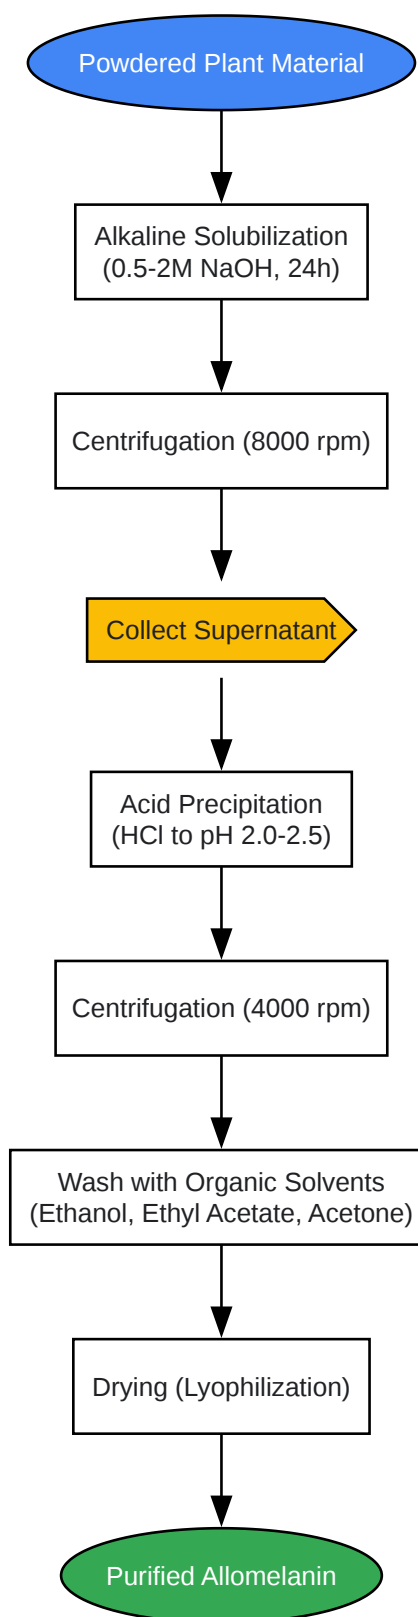 Powdered Plant Material
Alkaline Solubilization
(0.5-2M NaOH, 24h)
Centrifugation (8000 rpm)
Collect Supernatant
Acid Precipitation
(HCl to pH 2.0-2.5)
Centrifugation (4000 rpm)
Wash with Organic Solvents
(Ethanol, Ethyl Acetate, Acetone)
Drying (Lyophilization)
Purified Allomelanin